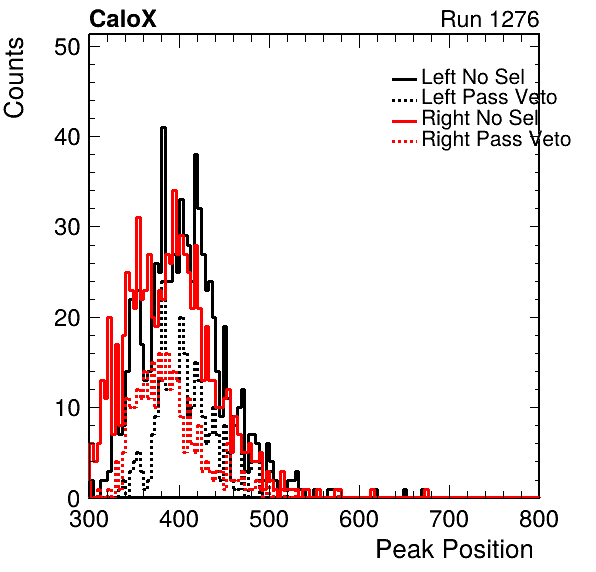 CaloX Run 1276
Counts
50
40
30
20
10
0
Left No Sel
Left Pass Veto
Right No Sel
Right Pass Veto
300 400 500 600 700 800
Peak Position